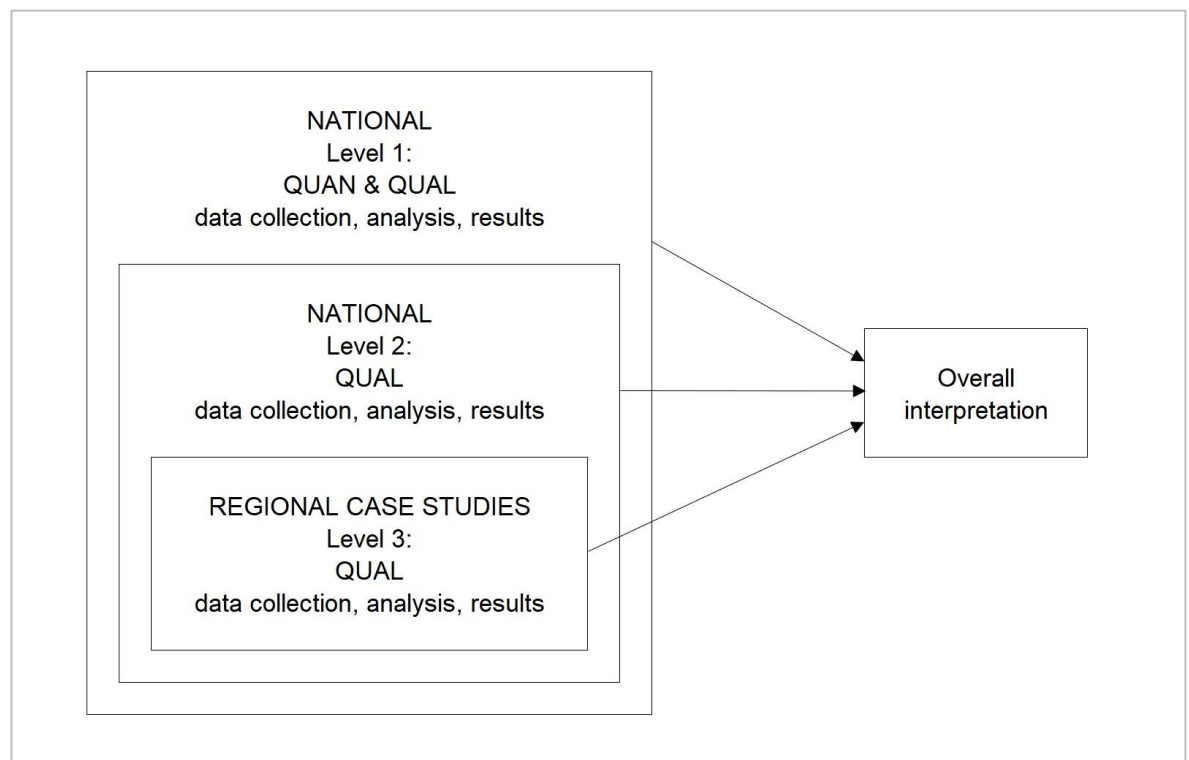 NATIONAL
Level 1:
QUAN & QUAL
data collection, analysis, results
NATIONAL
Level 2:
QUAL
data collection, analysis, results
REGIONAL CASE STUDIES
Level 3:
QUAL
data collection, analysis, results
Overall
interpretation